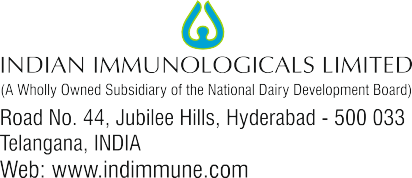 INDIAN IMMUNOLOGICALS LIMITED
(A Wholly Owned Subsidiary of the National Dairy Development Board)
Road No. 44, Jubilee Hills, Hyderabad - 500 033
Telangana, INDIA
Web: www.indimmune.com